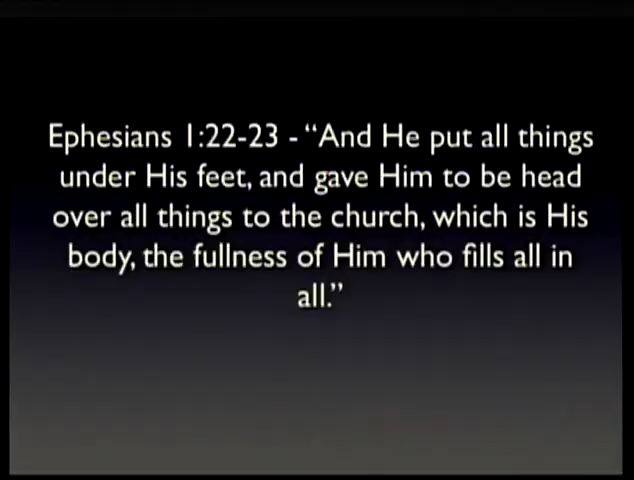 Ephesians 1:22-23 - “And He put all things
under His feet, and gave Him to be head
over all things to the church, which is His
body, the fullness of Him who fills all in
all.”